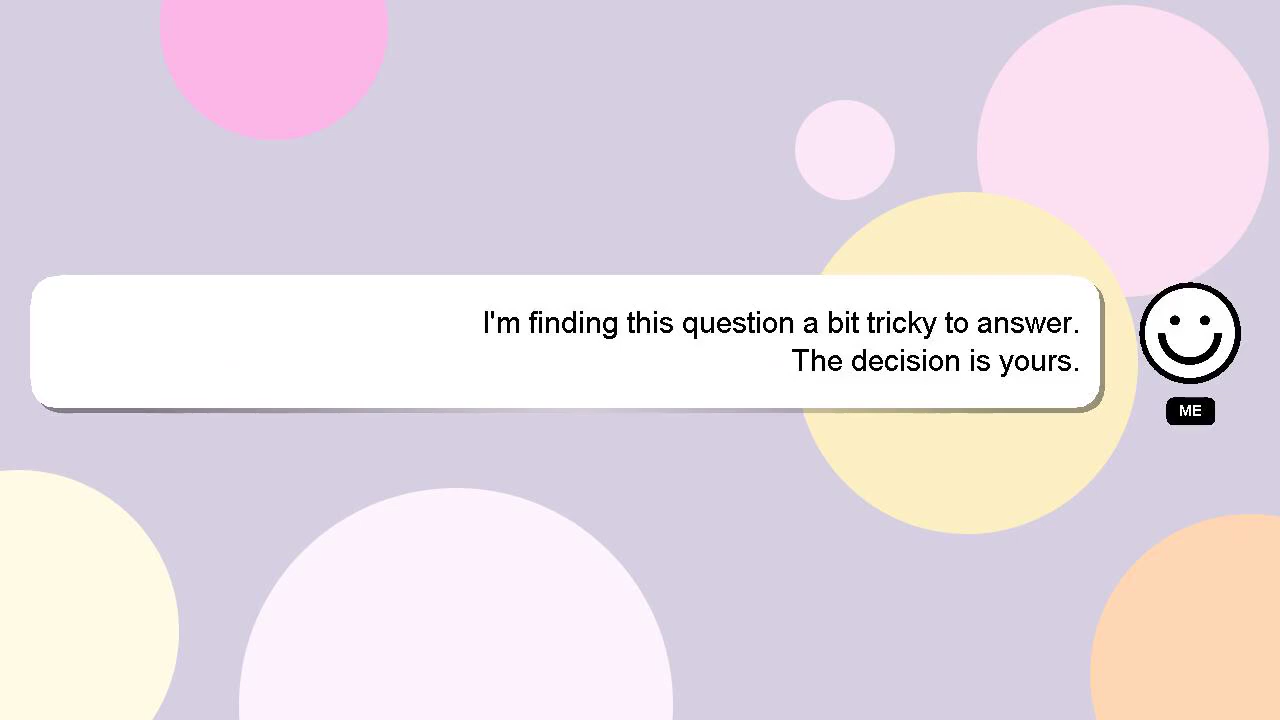 I'm finding this question a bit tricky to answer.
The decision is yours.
ME